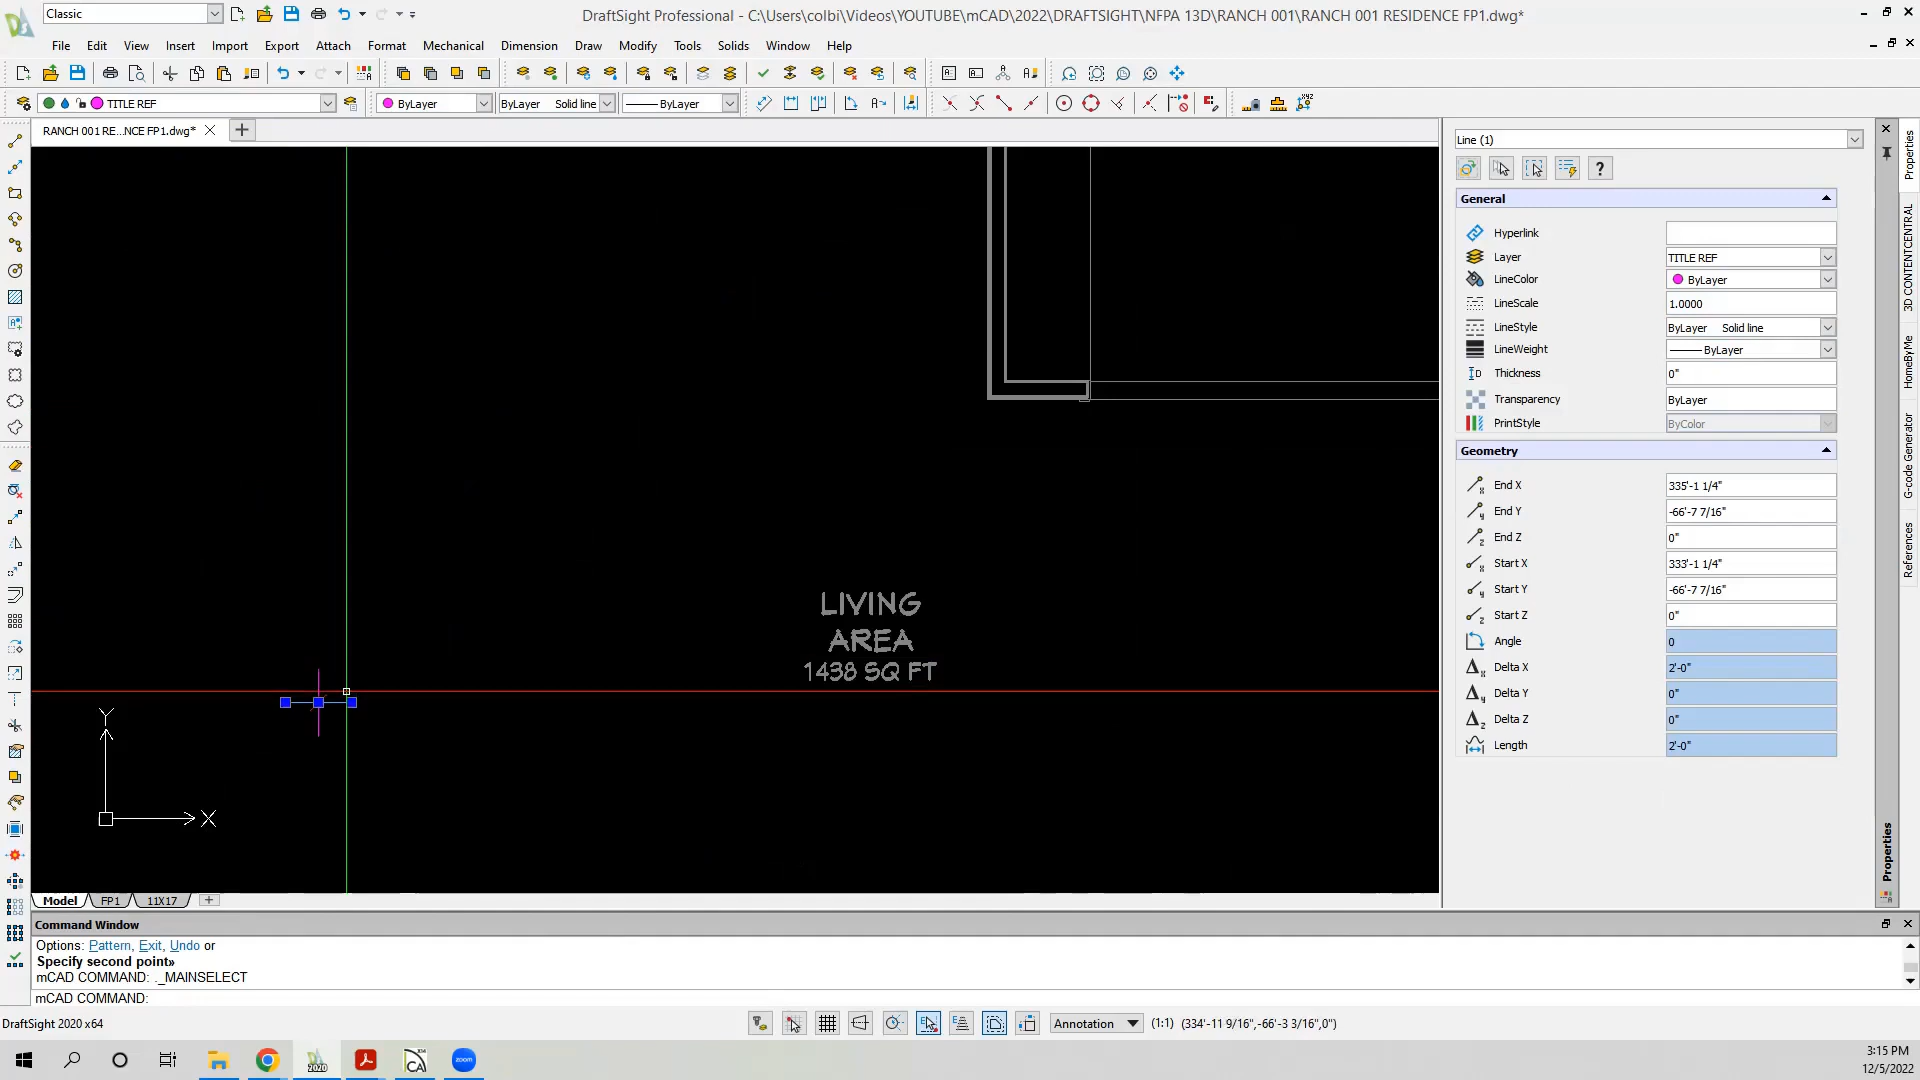 Classic
DraftSight Professional - C:\Users\colbi\Videos\YOUTUBE\mCAD\2022\DRAFTSIGHT\NFPA 13D\RANCH 001\RANCH 001 RESIDENCE FP1.dwg*
File Edit View Insert Import Export Attach Format Mechanical Dimension Draw Modify Tools Solids Window Help
TITLE REF ByLayer ByLayer Solid line ByLayer
RANCH 001 RE...NCE FP1.dwg*
Line (1)
General
Hyperlink
Layer TITLE REF
LineColor ByLayer
LineScale 1.0000
LineStyle ByLayer Solid line
LineWeight ByLayer
Thickness 0"
Transparency ByLayer
PrintStyle ByColor
Geometry
End X 335'-1 1/4"
End Y -66'-7 7/16"
End Z 0"
Start X 333'-1 1/4"
Start Y -66'-7 7/16"
Start Z 0"
Angle 0
Delta X 2'-0"
Delta Y 0"
Delta Z 0"
Length 2'-0"
Properties
3D CONTENTCENTRAL
HomeByMe
G-code Generator
References
Properties
LIVING
AREA
1438 SQ FT
Y
X
Model FP1 11X17
Command Window
Options: Pattern, Exit, Undo or
Specify second point»
mCAD COMMAND: ._MAINSELECT
mCAD COMMAND:
DraftSight 2020 x64
Annotation (1:1) (334'-11 9/16",-66'-3 3/16",0")
2020
CA
zoom
3:15 PM
12/5/2022